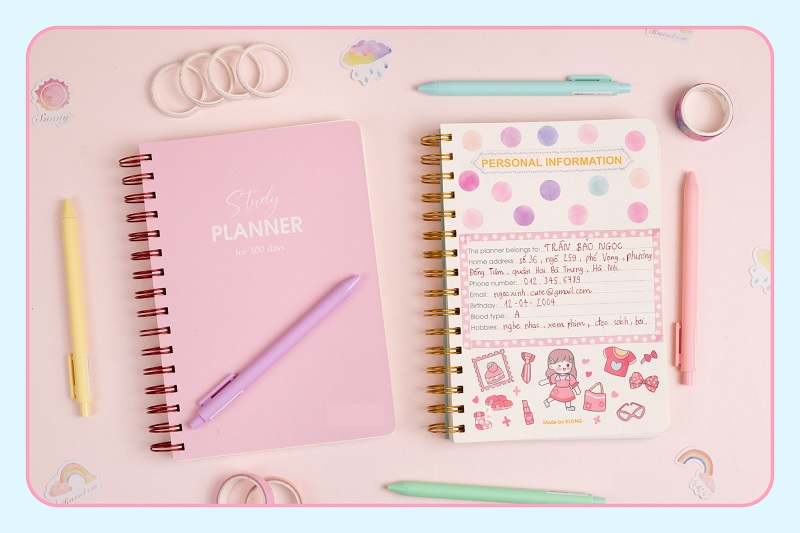 Sunny
Study
PLANNER
for 100 days
PERSONAL INFORMATION
This planner belongs to: TRẦN BẢO NGỌC
Home address: số 36, ngõ 259, phố Vọng, phường
Đồng Tâm, quận Hai Bà Trưng, Hà Nội.
Phone number: 012.345.6789
Email: ngocxinh.cute@gmail.com
Birthday: 12-04-2004
Blood type: A
Hobbies: nghe nhạc, xem phim, đọc sách, bơi.
Made by KLONG
Rainbow